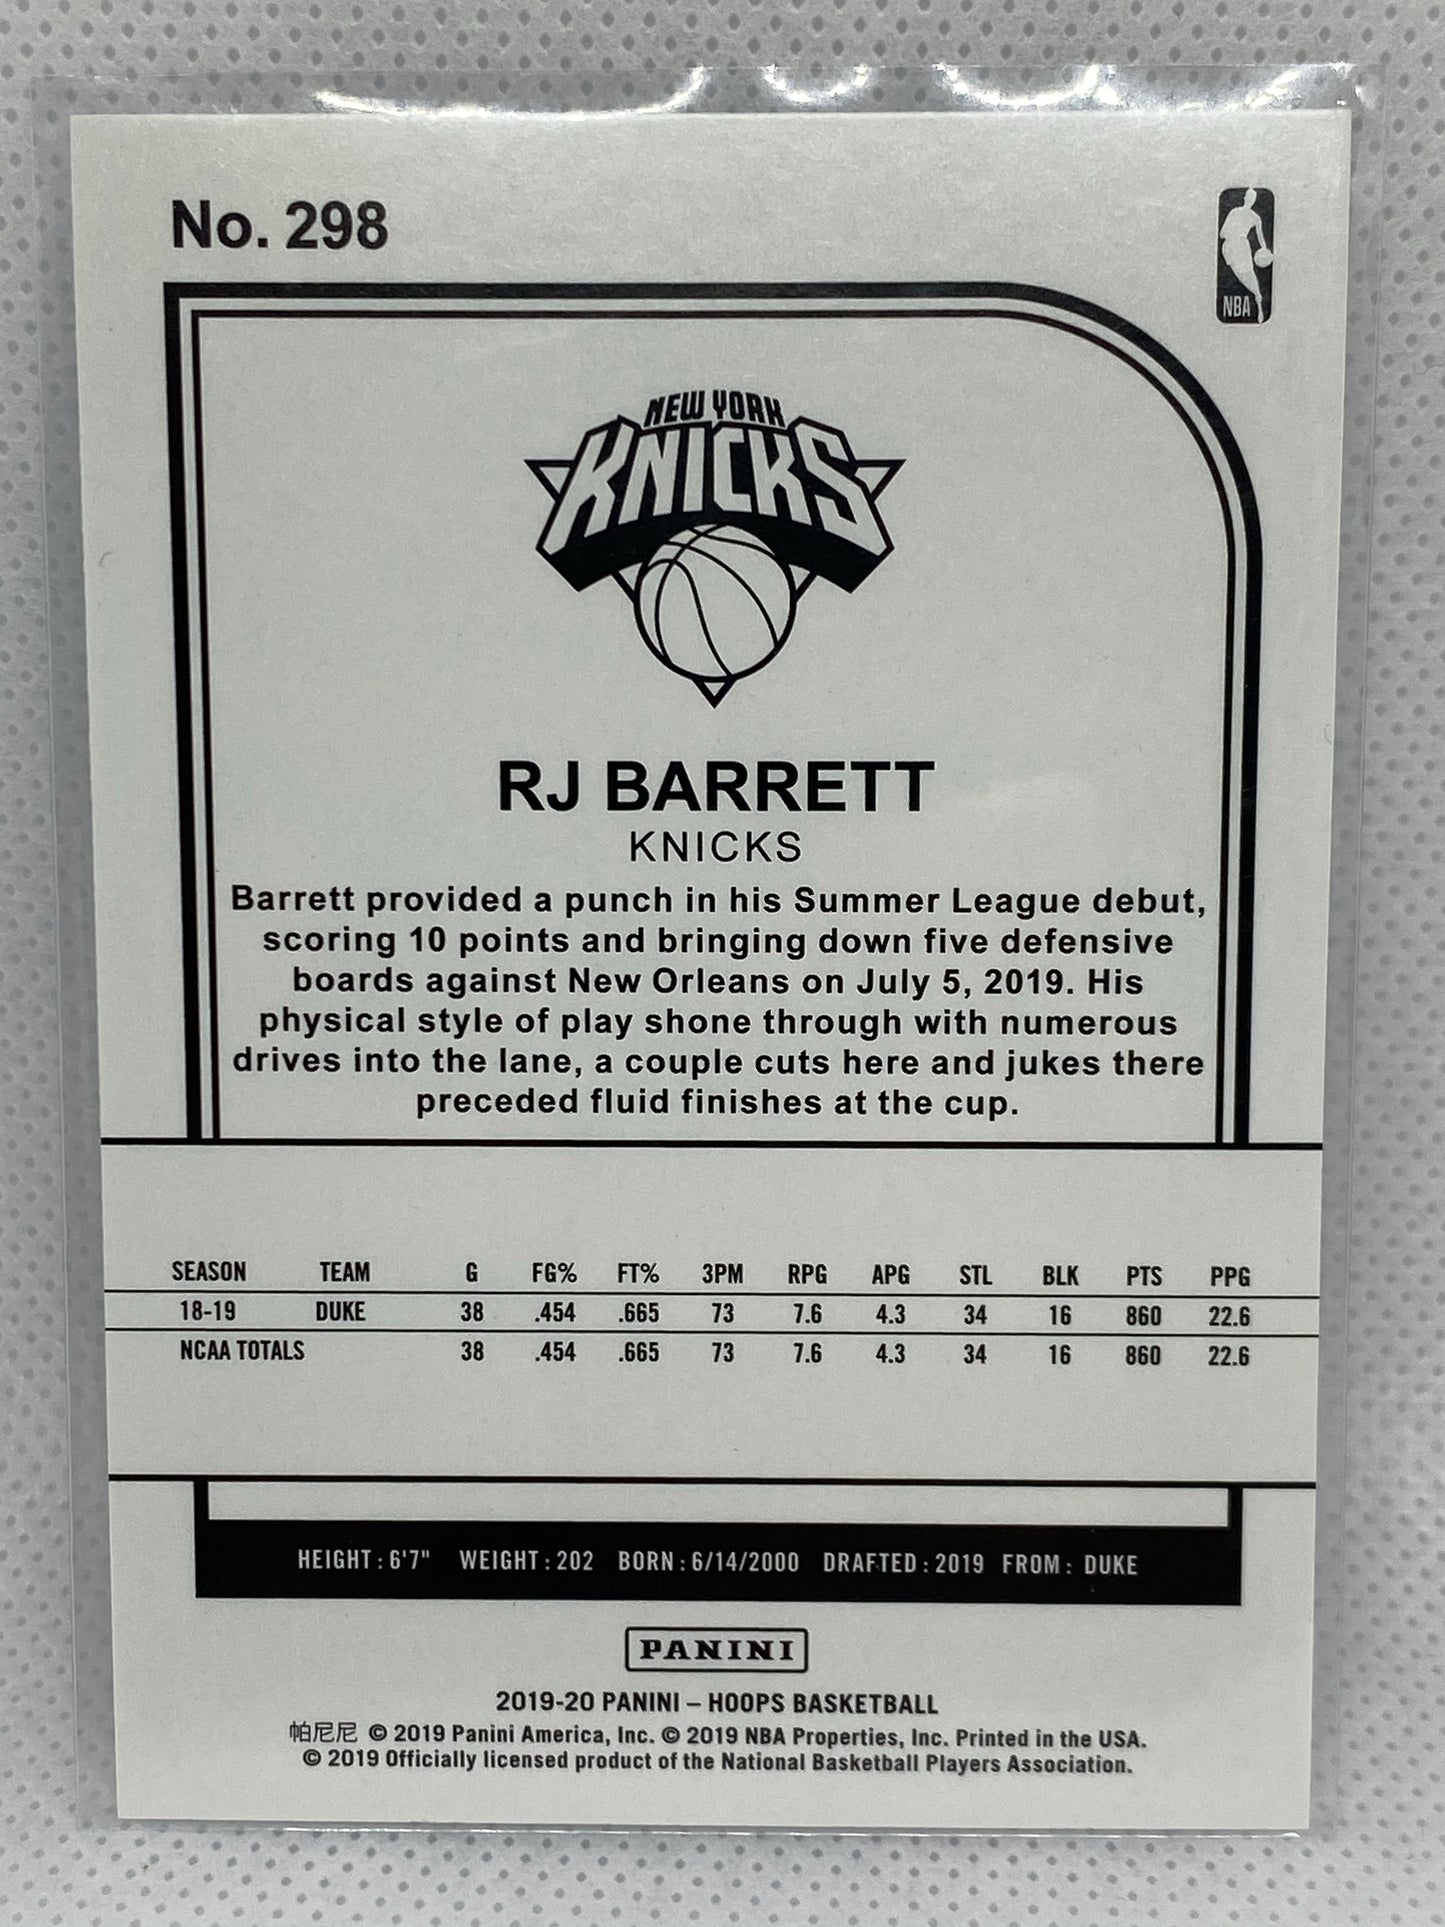 No. 298
NBA
NEW YORK
KNICKS
RJ BARRETT
KNICKS
Barrett provided a punch in his Summer League debut,
scoring 10 points and bringing down five defensive
boards against New Orleans on July 5, 2019. His
physical style of play shone through with numerous
drives into the lane, a couple cuts here and jukes there
preceded fluid finishes at the cup.
SEASON TEAM G FG% FT% 3PM RPG APG STL BLK PTS PPG
18-19 DUKE 38 .454 .665 73 7.6 4.3 34 16 860 22.6
NCAA TOTALS 38 .454 .665 73 7.6 4.3 34 16 860 22.6
HEIGHT : 6'7" WEIGHT : 202 BORN : 6/14/2000 DRAFTED : 2019 FROM : DUKE
PANINI
2019-20 PANINI – HOOPS BASKETBALL
帕尼尼 © 2019 Panini America, Inc. © 2019 NBA Properties, Inc. Printed in the USA.
© 2019 Officially licensed product of the National Basketball Players Association.